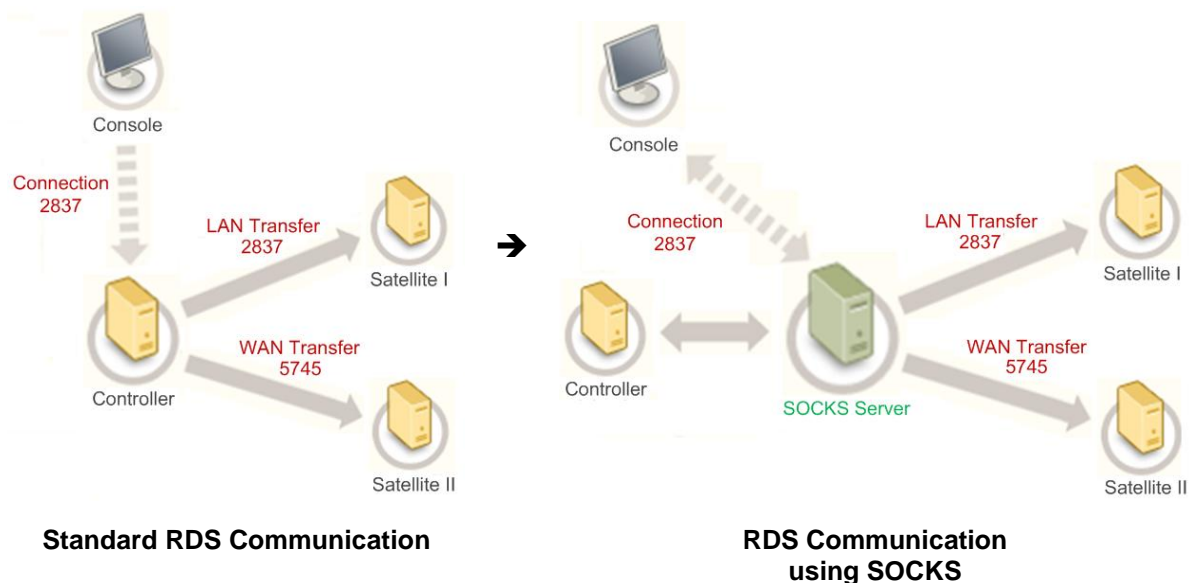 Console
Connection
2837
LAN Transfer
2837
Satellite I
WAN Transfer
5745
Controller
Satellite II
Standard RDS Communication
➔
Console
Connection
2837
LAN Transfer
2837
Satellite I
Controller
SOCKS Server
WAN Transfer
5745
Satellite II
RDS Communication
using SOCKS